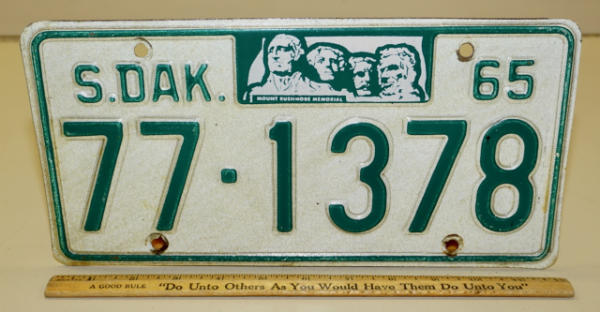 S.DAK. 65
MOUNT RUSHMORE MEMORIAL
77·1378
A GOOD RULE "Do Unto Others As You Would Have Them Do Unto You"